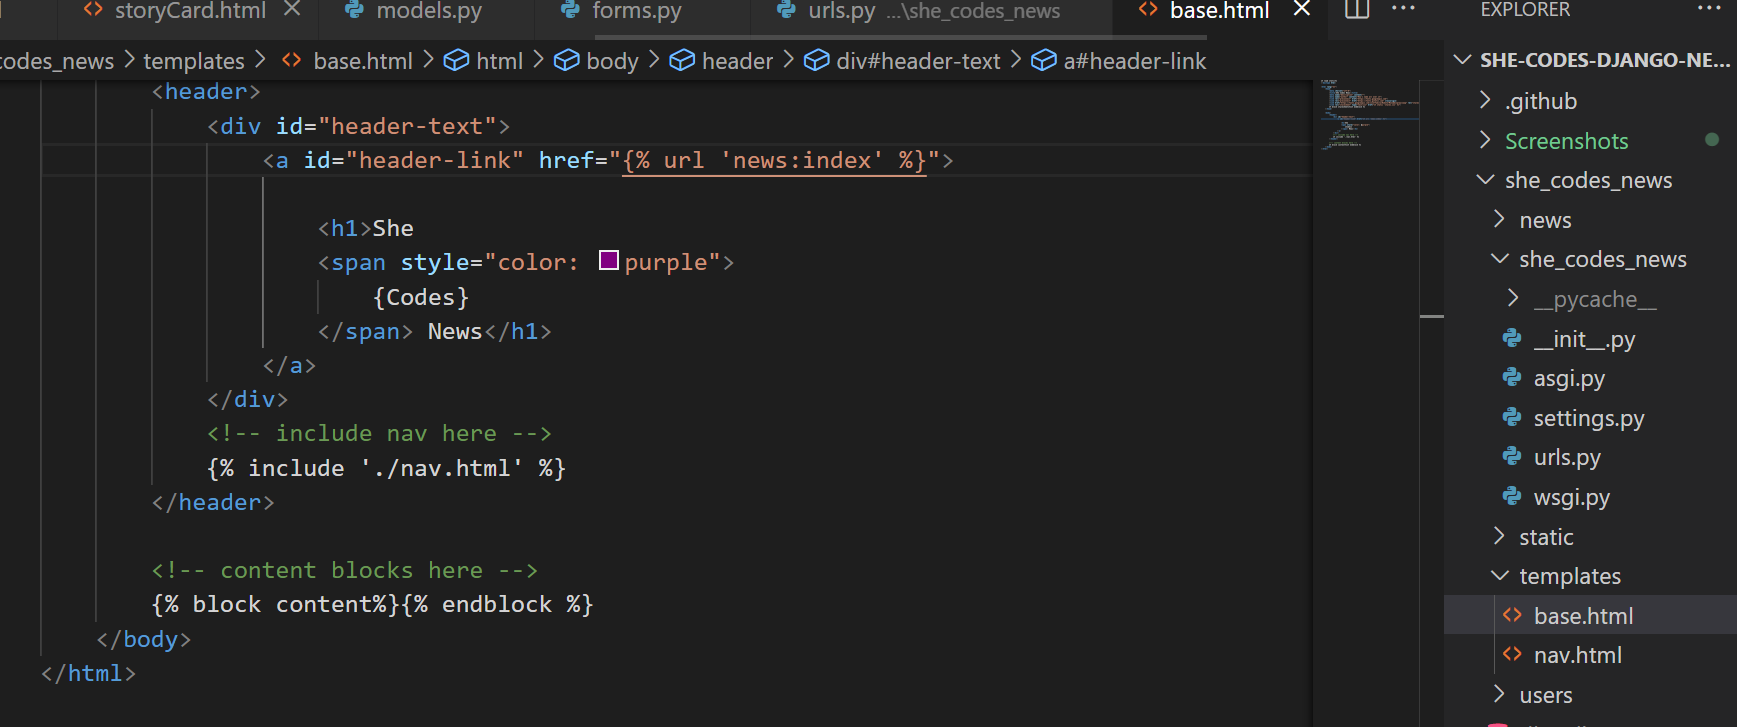 storyCard.html
models.py
forms.py
urls.py ...\she_codes_news
base.html
codes_news > templates > base.html > html > body > header > div#header-text > a#header-link
<header>
<div id="header-text">
<a id="header-link" href="{% url 'news:index' %}">
<h1>She
<span style="color: purple">
{Codes}
</span> News</h1>
</a>
</div>
<!-- include nav here -->
{% include './nav.html' %}
</header>
<!-- content blocks here -->
{% block content%}{% endblock %}
</body>
</html>
EXPLORER
SHE-CODES-DJANGO-NE...
.github
Screenshots
she_codes_news
news
she_codes_news
__pycache__
__init__.py
asgi.py
settings.py
urls.py
wsgi.py
static
templates
base.html
nav.html
users